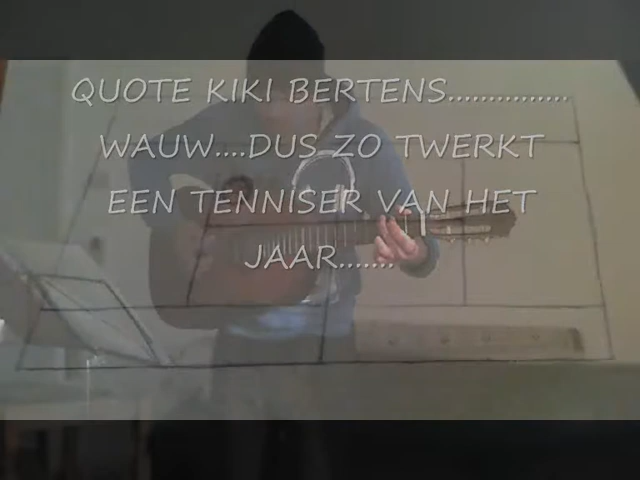 QUOTE KIKI BERTENS...............
WAUW....DUS ZO TWERKT
EEN TENNISER VAN HET
JAAR.......